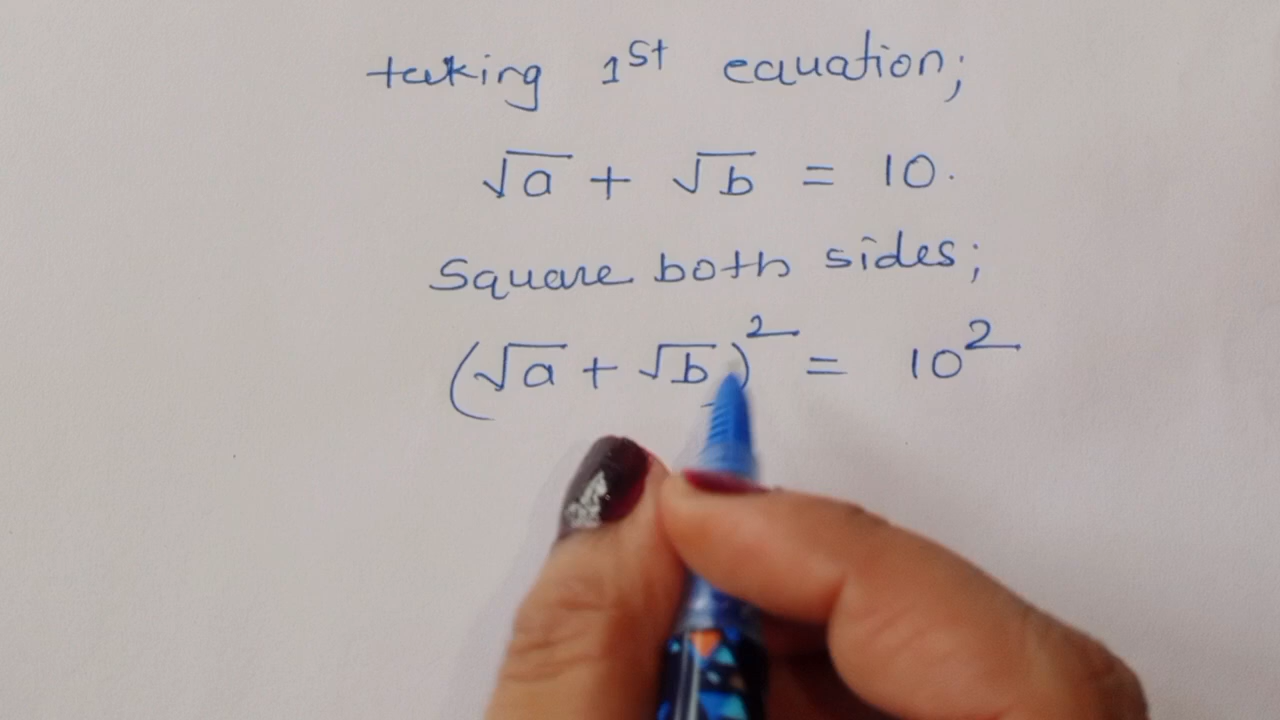 taking 1st equation;
√a + √b = 10.
Square both sides;
(√a + √b)² = 10²